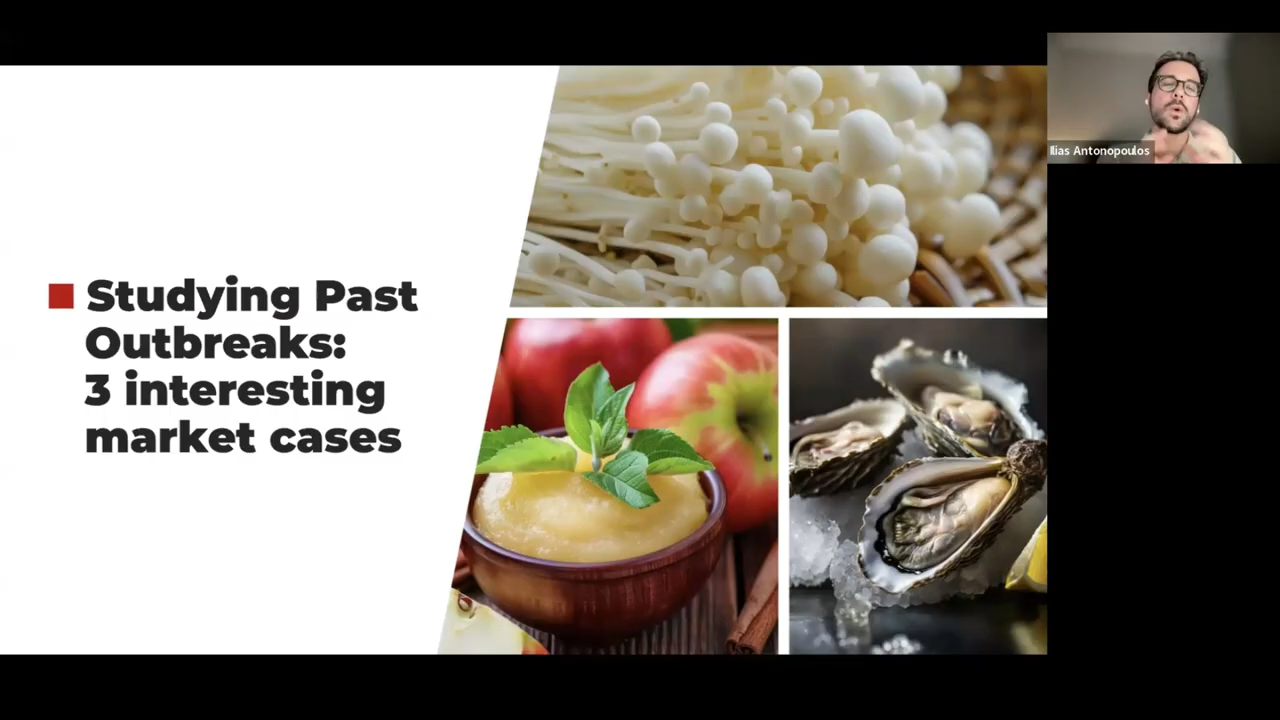 Studying Past
Outbreaks:
3 interesting
market cases
Ilias Antonopoulos